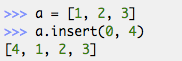 >>> a = [1, 2, 3]
>>> a.insert(0, 4)
[4, 1, 2, 3]